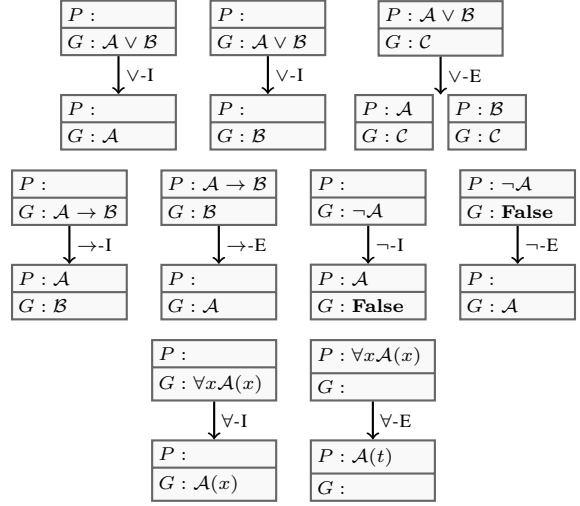 P : P : P : 𝒜 ∨ ℬ
G : 𝒜 ∨ ℬ G : 𝒜 ∨ ℬ G : 𝒞
∨-I ∨-I ∨-E
P : P : P : 𝒜 P : ℬ
G : 𝒜 G : ℬ G : 𝒞 G : 𝒞
P : P : 𝒜 → ℬ P : P : ¬𝒜
G : 𝒜 → ℬ G : ℬ G : ¬𝒜 G : False
→-I →-E ¬-I ¬-E
P : 𝒜 P : P : 𝒜 P :
G : ℬ G : 𝒜 G : False G : 𝒜
P : P : ∀x𝒜(x)
G : ∀x𝒜(x) G :
∀-I ∀-E
P : P : 𝒜(t)
G : 𝒜(x) G :